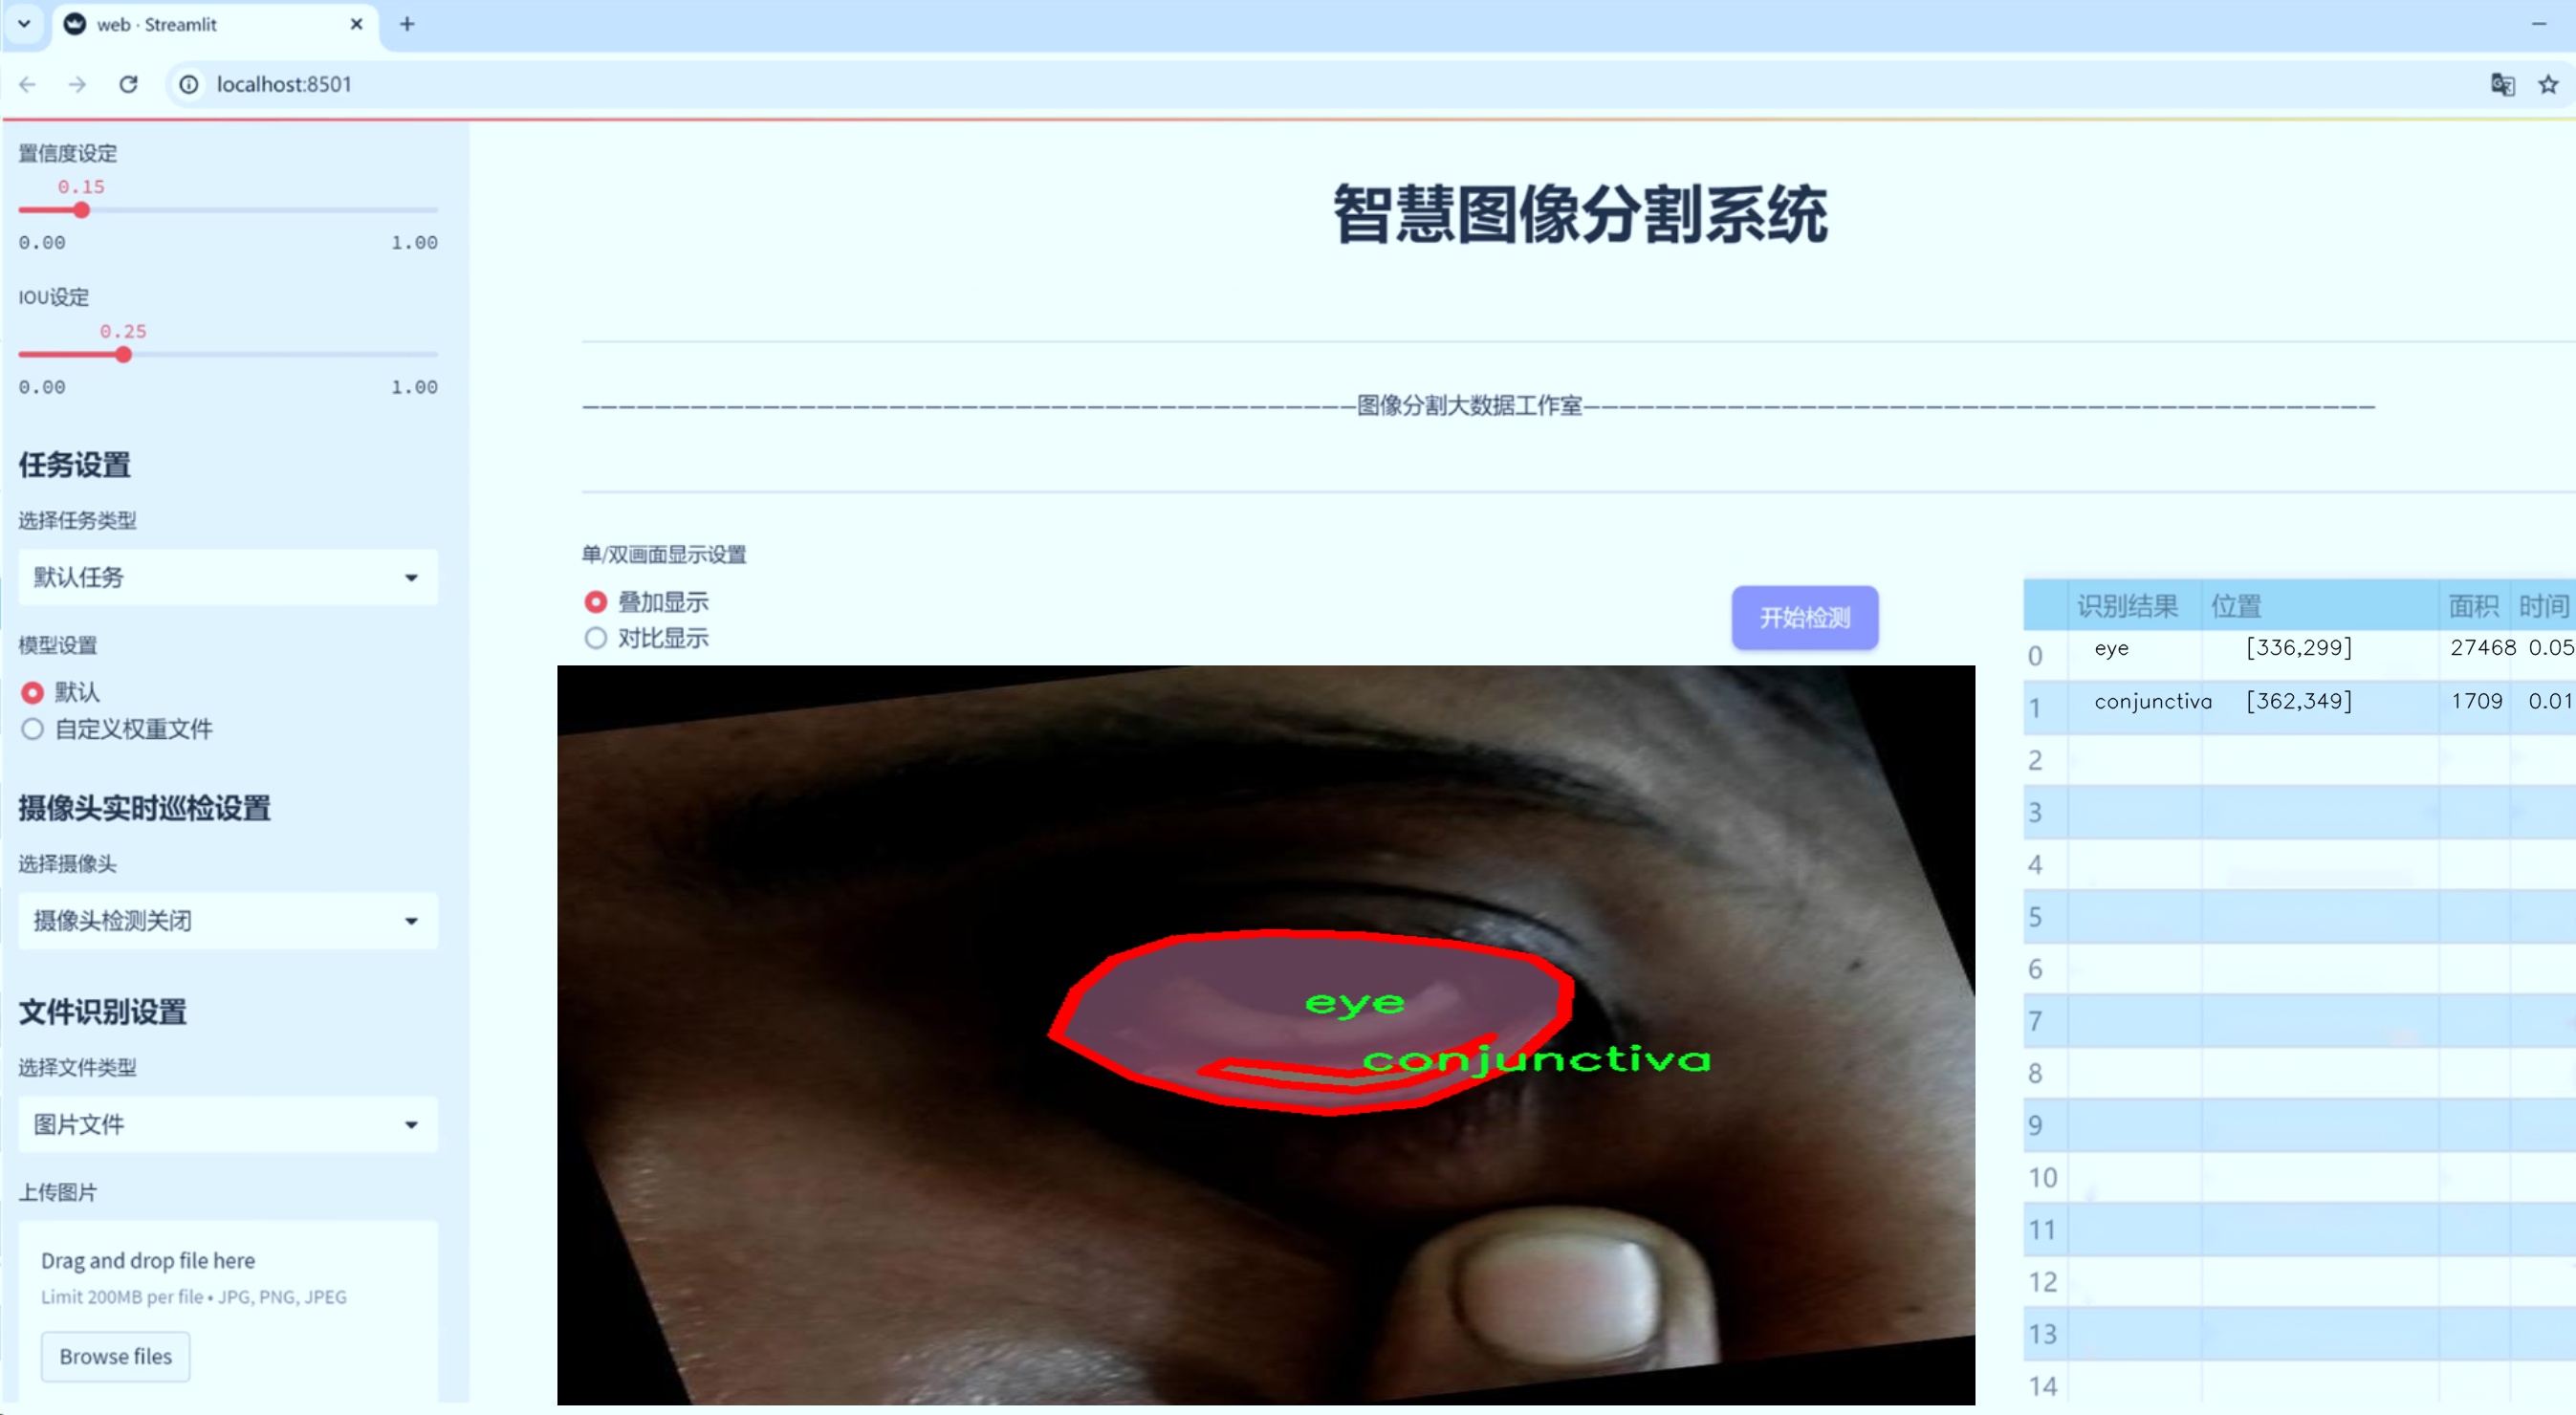 web · Streamlit
localhost:8501
置信度设定
0.15
0.00 1.00
IOU设定
0.25
0.00 1.00
任务设置
选择任务类型
默认任务
模型设置
默认
自定义权重文件
摄像头实时巡检设置
选择摄像头
摄像头检测关闭
文件识别设置
选择文件类型
图片文件
上传图片
Drag and drop file here
Limit 200MB per file • JPG, PNG, JPEG
Browse files
智慧图像分割系统
———————————————————————————————————————————图像分割大数据工作室————————————————————————————————————————————
单/双画面显示设置
叠加显示
对比显示
开始检测
eye
conjunctiva
识别结果 位置 面积 时间
0 eye [336,299] 27468 0.05
1 conjunctiva [362,349] 1709 0.01
2
3
4
5
6
7
8
9
10
11
12
13
14